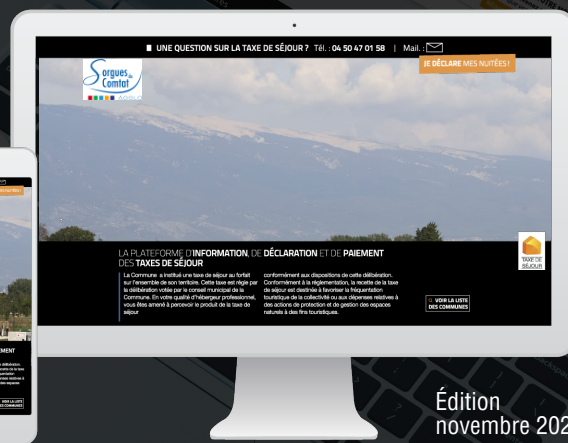 UNE QUESTION SUR LA TAXE DE SÉJOUR ? Tél. : 04 50 47 01 58 | Mail. :
JE DÉCLARE MES NUITÉES !
Sorgues du
Comtat
LA PLATEFORME D'INFORMATION, DE DÉCLARATION ET DE PAIEMENT
DES TAXES DE SÉJOUR
La Commune a institué une taxe de séjour au forfait
sur l'ensemble de son territoire. Cette taxe est régie par
la délibération votée par le conseil municipal de la
Commune. En votre qualité d'hébergeur professionnel,
vous êtes amené à percevoir le produit de la taxe de
séjour
conformément aux dispositions de cette délibération.
Conformément à la réglementation, la recette de la taxe
de séjour est destinée à favoriser la fréquentation
touristique de la collectivité ou aux dépenses relatives à
des actions de protection et de gestion des espaces
naturels à des fins touristiques.
TAXE DE
SÉJOUR
VOIR LA LISTE
DES COMMUNES
VOIR LA LISTE
DES COMMUNES
Édition
novembre 202